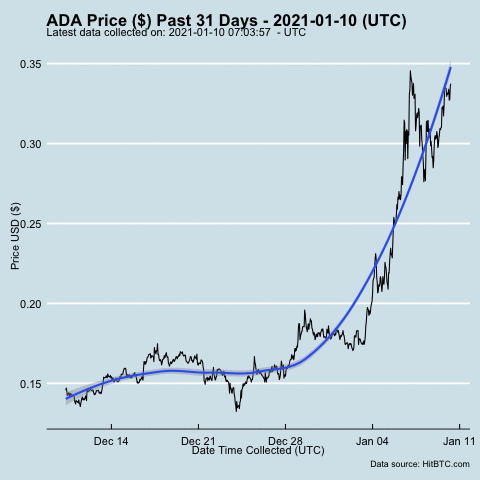 ADA Price ($) Past 31 Days - 2021-01-10 (UTC)
Latest data collected on: 2021-01-10 07:03:57 - UTC
0.35
0.30
0.25
0.20
0.15
Price USD ($)
Dec 14 Dec 21 Dec 28 Jan 04 Jan 11
Date Time Collected (UTC)
Data source: HitBTC.com